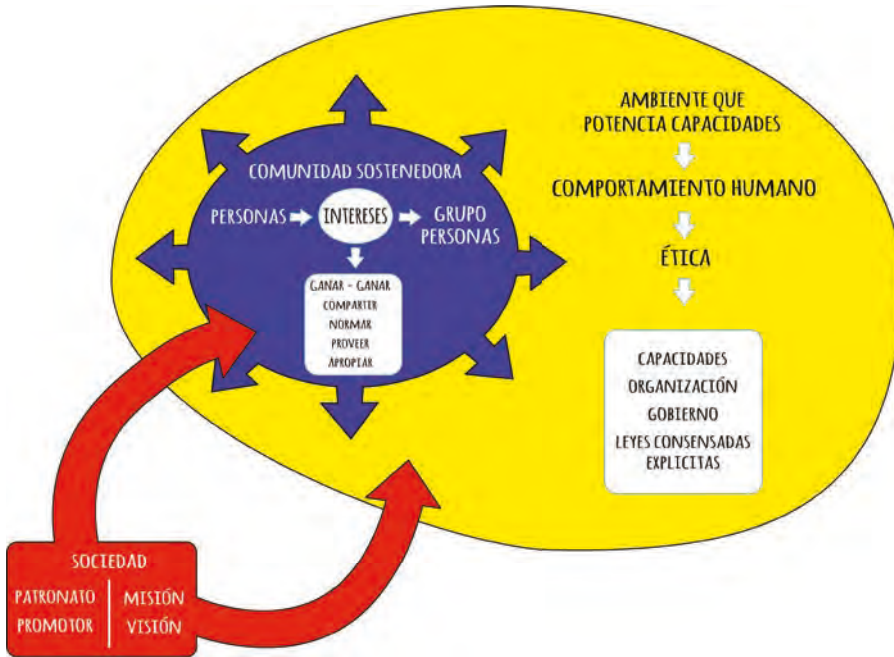 COMUNIDAD SOSTENEDORA
PERSONAS
INTERESES
GRUPO
PERSONAS
GANAR - GANAR
COMPARTIR
NORMAR
PROVEER
APROPIAR
AMBIENTE QUE
POTENCIA CAPACIDADES
COMPORTAMIENTO HUMANO
ÉTICA
CAPACIDADES
ORGANIZACIÓN
GOBIERNO
LEYES CONSENSADAS
EXPLICITAS
SOCIEDAD
PATRONATO
PROMOTOR
MISIÓN
VISIÓN